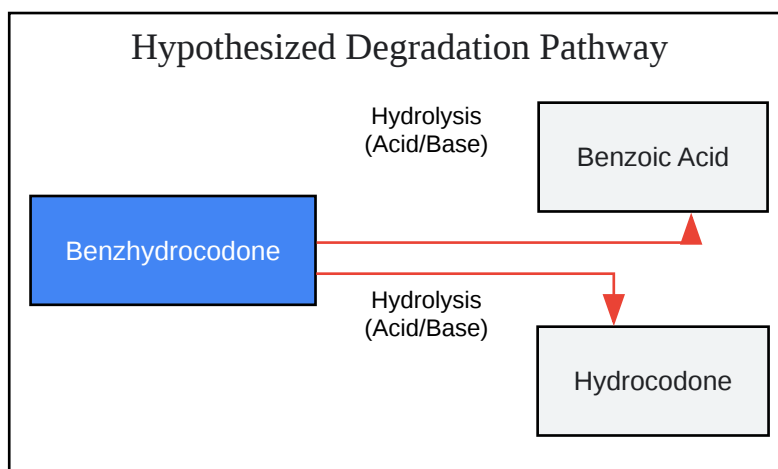 Hypothesized Degradation Pathway
Hydrolysis
(Acid/Base)
Benzoic Acid
Benzhydrocodone
Hydrolysis
(Acid/Base)
Hydrocodone